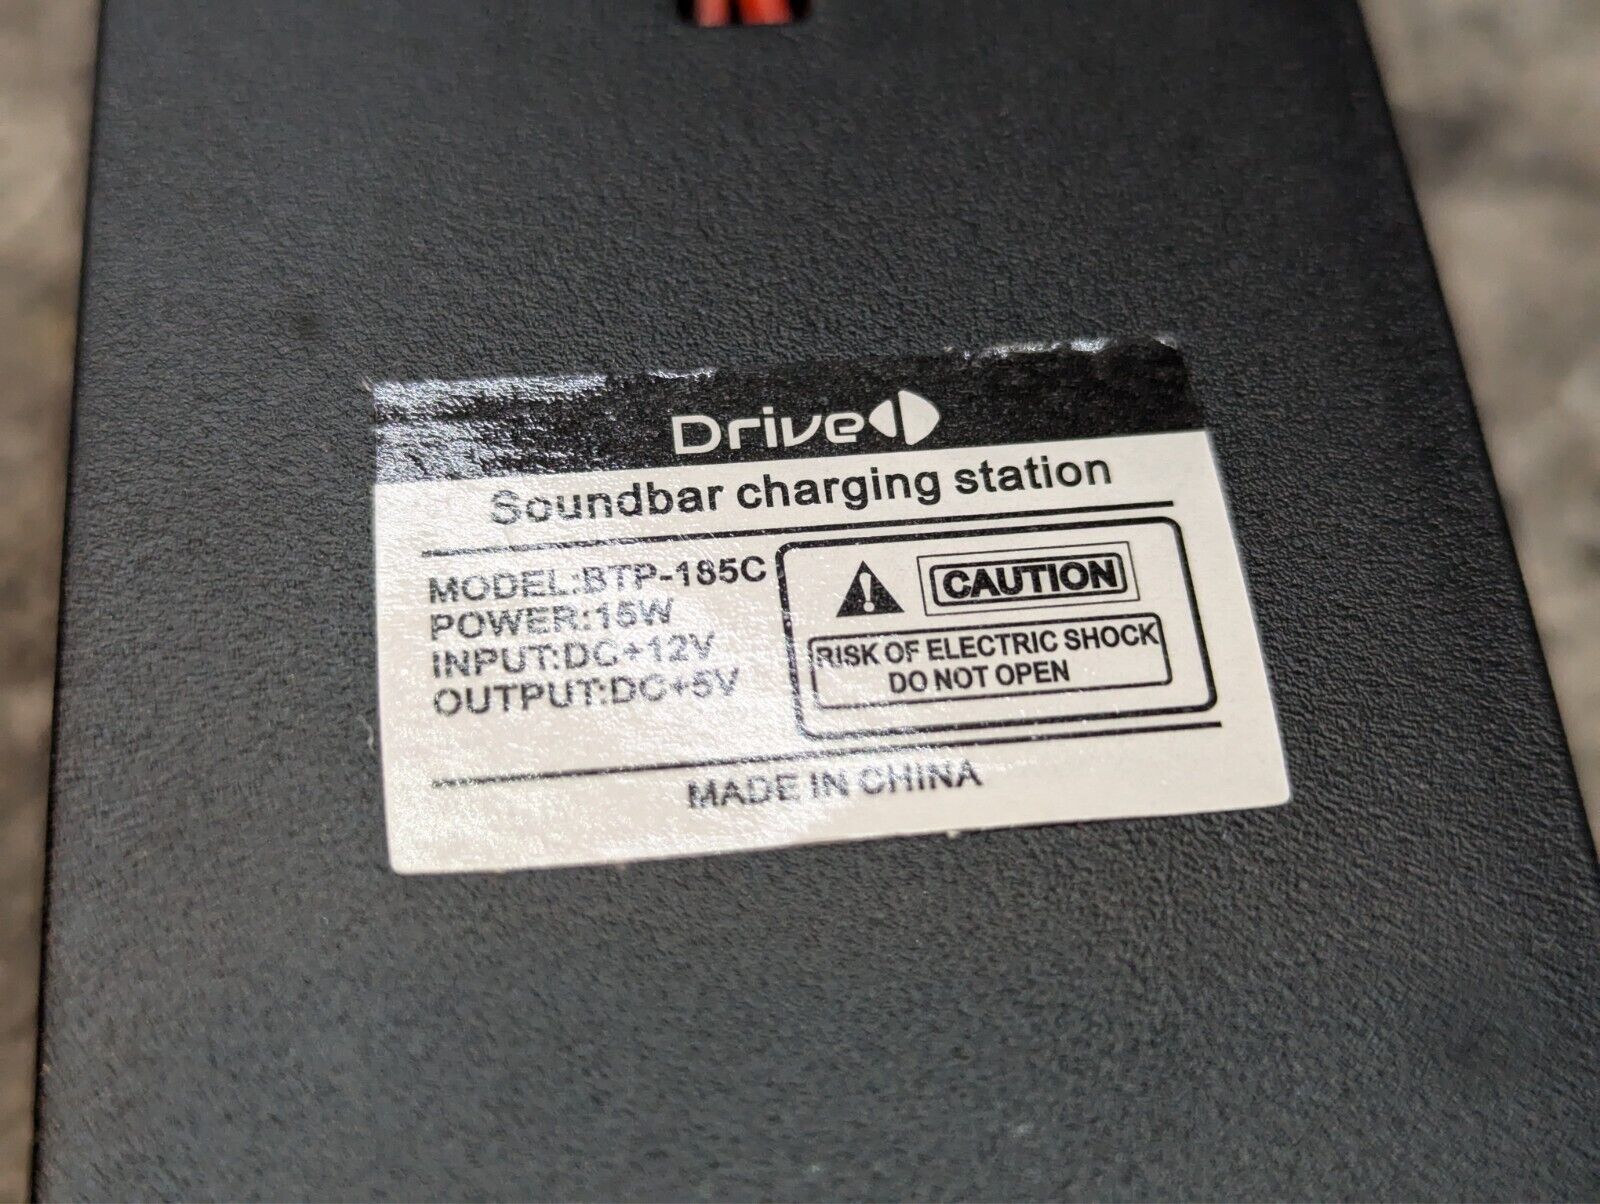 Drive
Soundbar charging station
MODEL:BTP-185C
POWER:15W
INPUT:DC+12V
OUTPUT:DC+5V
CAUTION
RISK OF ELECTRIC SHOCK
DO NOT OPEN
MADE IN CHINA